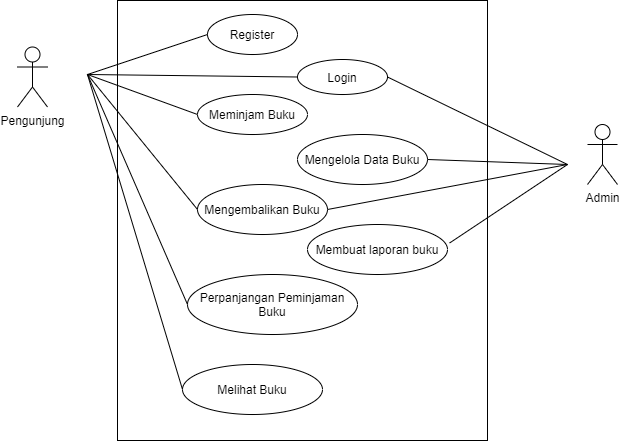 Register
Login
Pengunjung
Meminjam Buku
Mengelola Data Buku
Admin
Mengembalikan Buku
Membuat laporan buku
Perpanjangan Peminjaman
Buku
Melihat Buku